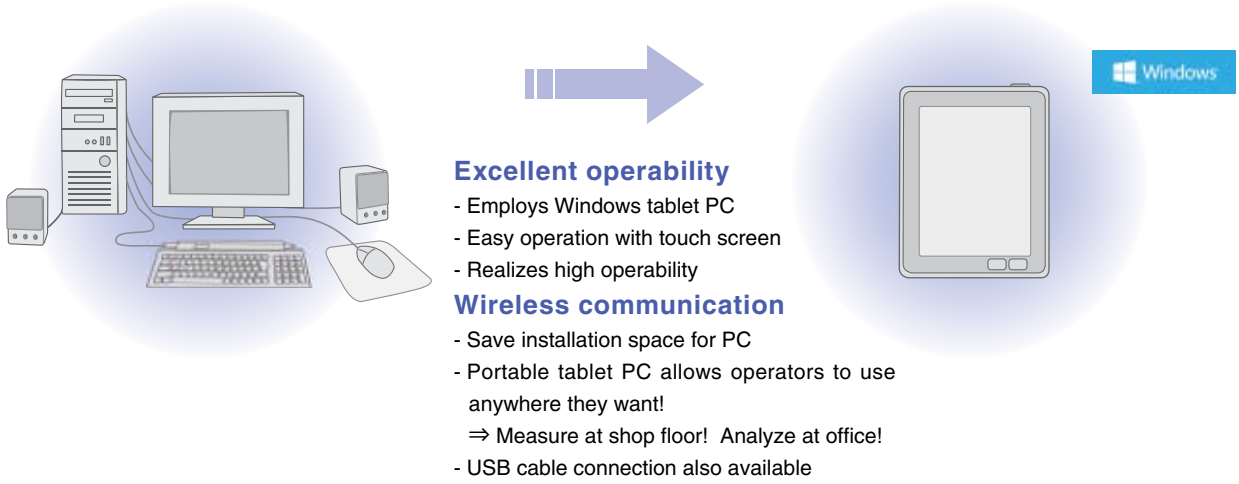 Windows
Excellent operability
- Employs Windows tablet PC
- Easy operation with touch screen
- Realizes high operability
Wireless communication
- Save installation space for PC
- Portable tablet PC allows operators to use
anywhere they want!
⇒ Measure at shop floor! Analyze at office!
- USB cable connection also available